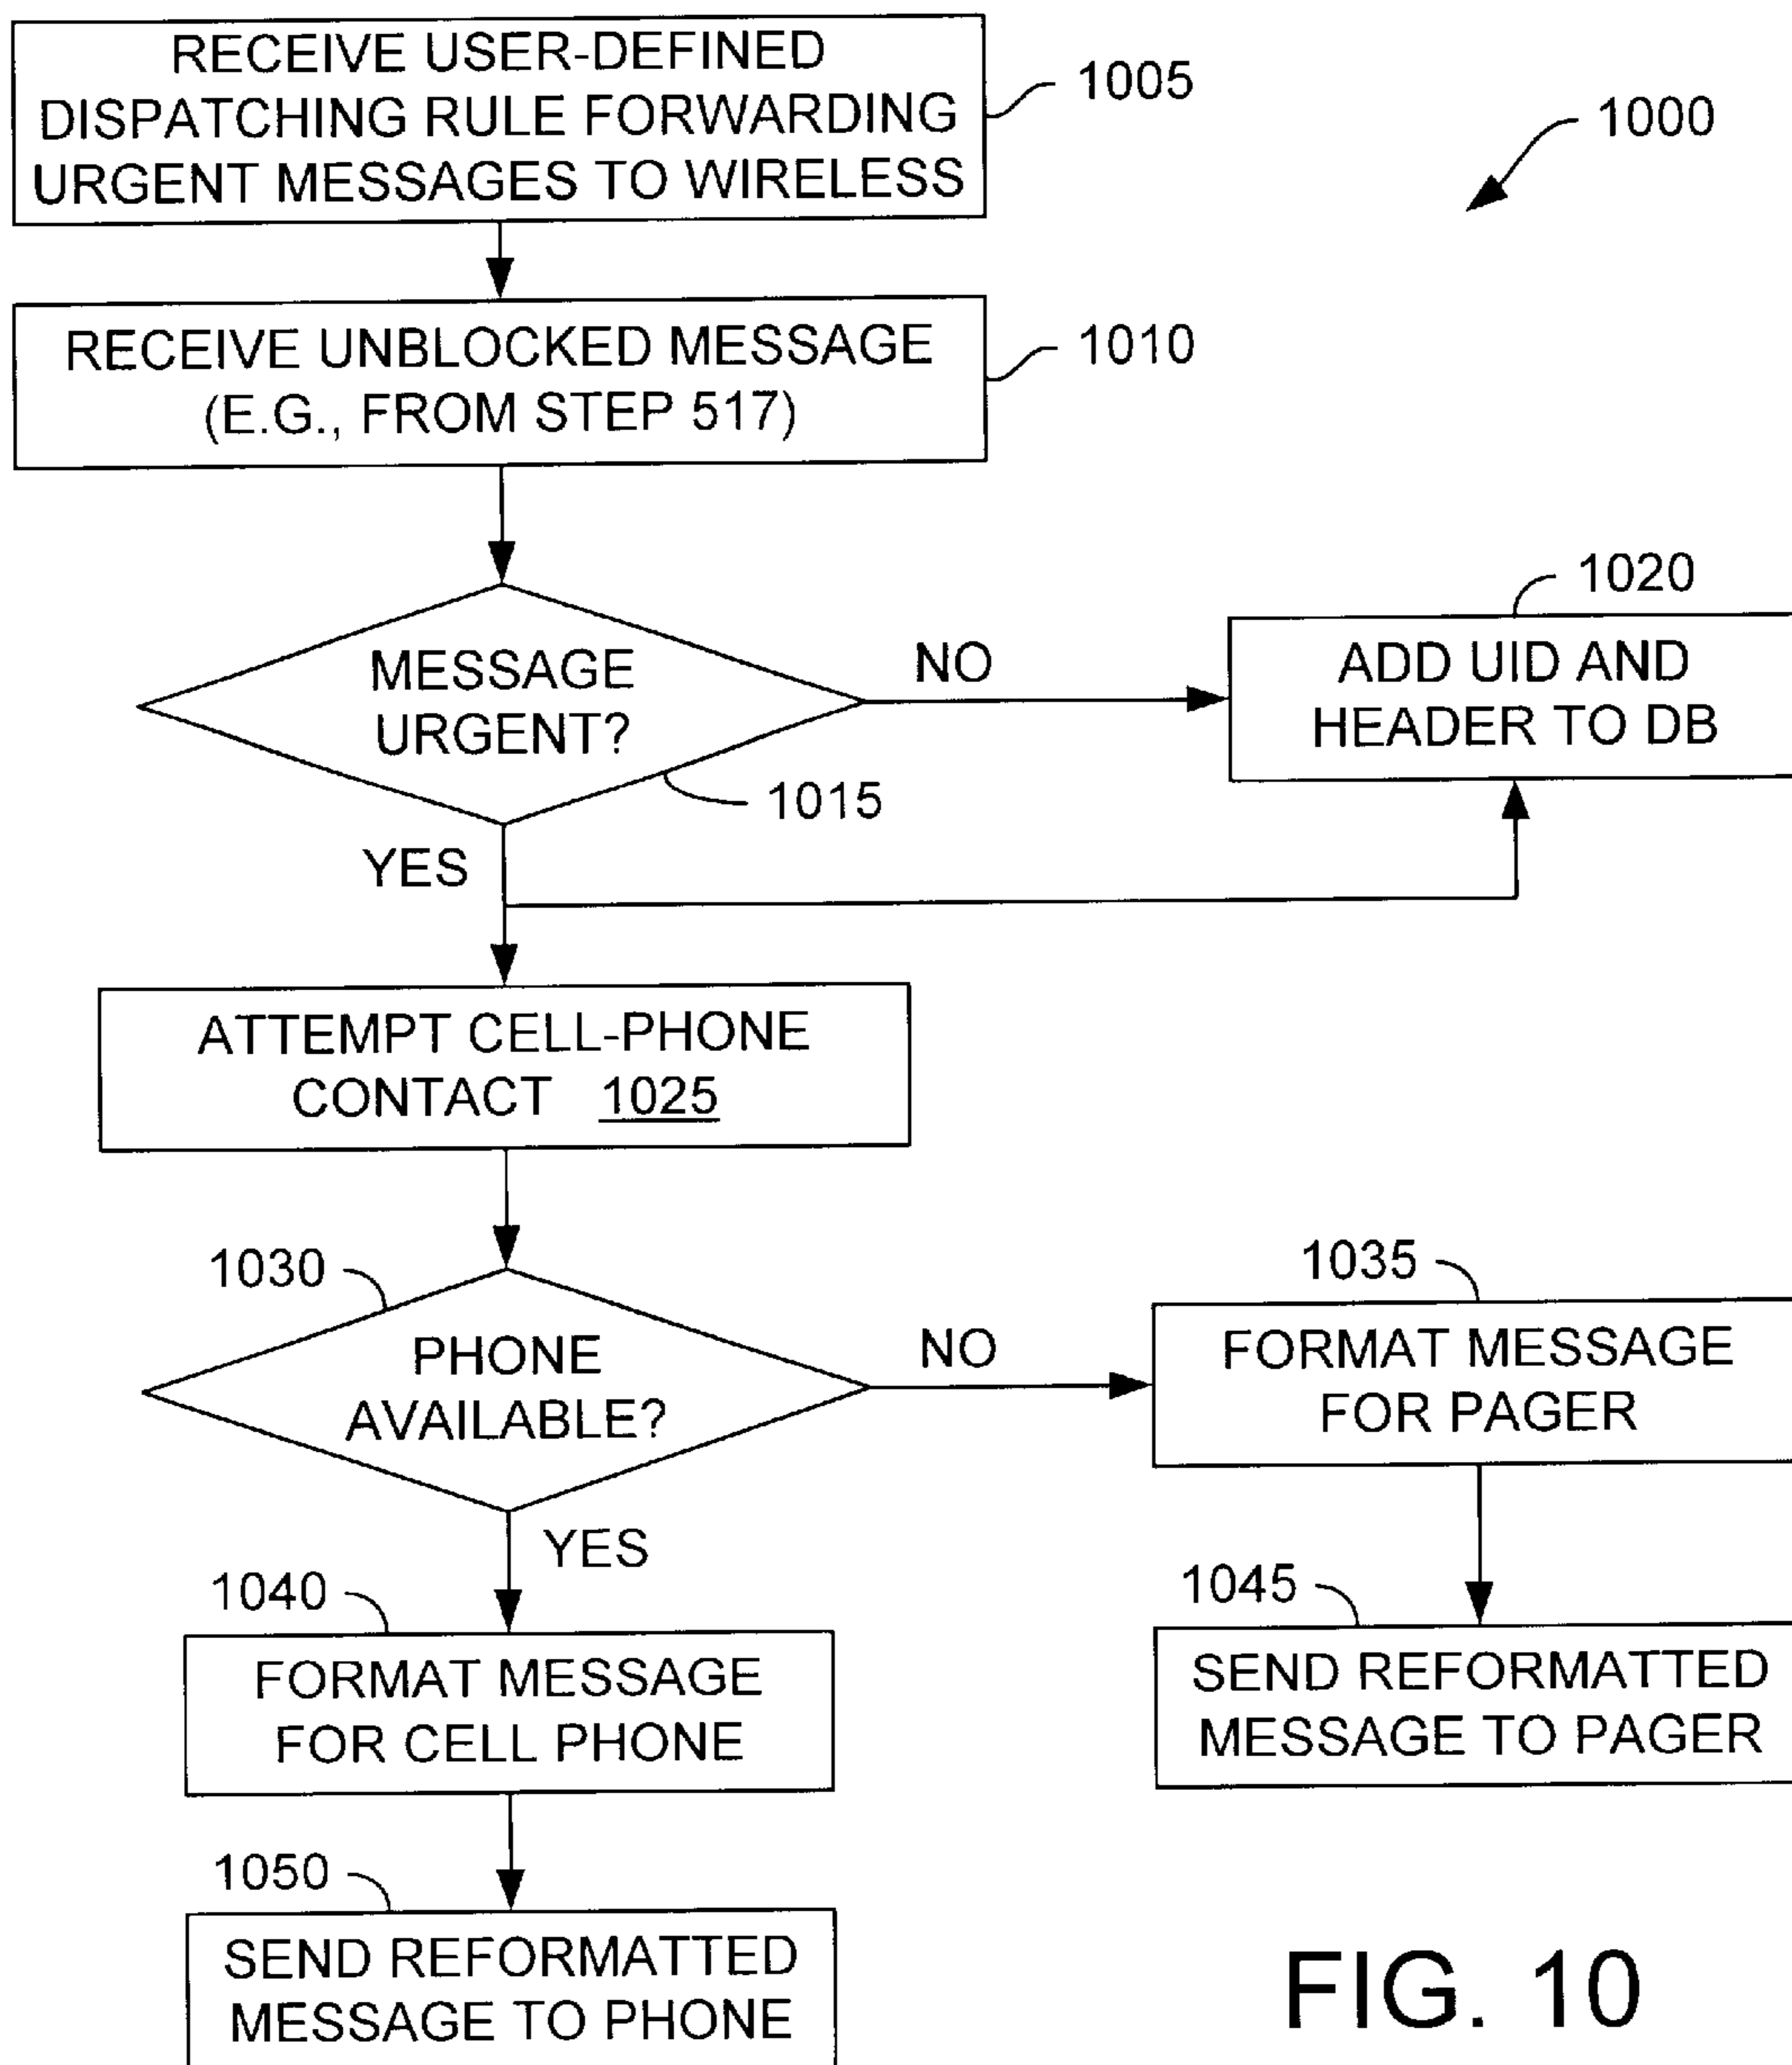 RECEIVE USER-DEFINED
DISPATCHING RULE FORWARDING
URGENT MESSAGES TO WIRELESS
1005
1000
RECEIVE UNBLOCKED MESSAGE
(E.G., FROM STEP 517)
1010
MESSAGE
URGENT?
1015
NO
YES
1020
ADD UID AND
HEADER TO DB
ATTEMPT CELL-PHONE
CONTACT 1025
1030
PHONE
AVAILABLE?
NO
YES
1035
FORMAT MESSAGE
FOR PAGER
1040
FORMAT MESSAGE
FOR CELL PHONE
1045
SEND REFORMATTED
MESSAGE TO PAGER
1050
SEND REFORMATTED
MESSAGE TO PHONE
FIG. 10